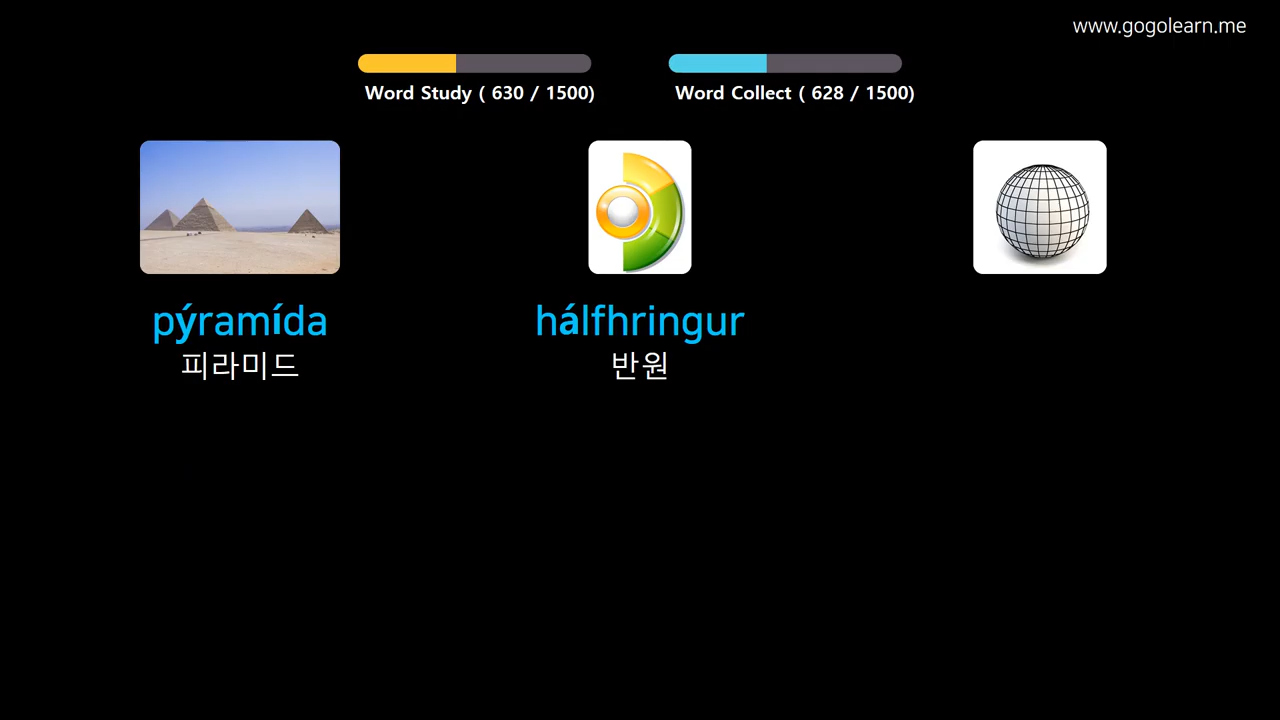 www.gogolearn.me
Word Study ( 630 / 1500)
Word Collect ( 628 / 1500)
pýramída
피라미드
hálfhringur
반원